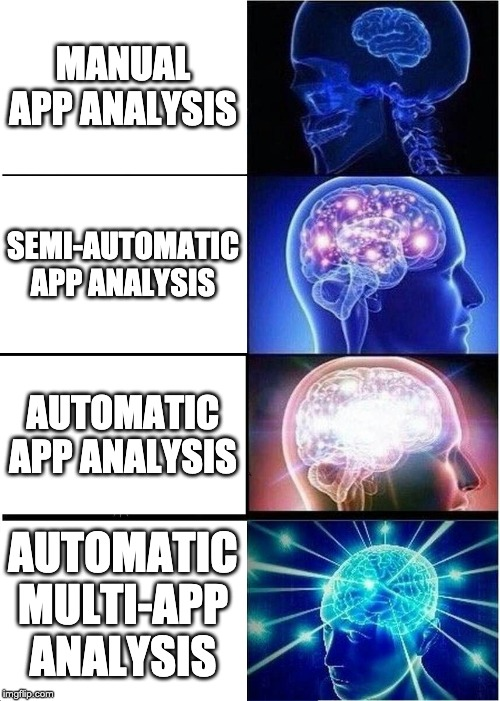 MANUAL
APP ANALYSIS
SEMI-AUTOMATIC
APP ANALYSIS
AUTOMATIC
APP ANALYSIS
AUTOMATIC
MULTI-APP
ANALYSIS
imgflip.com